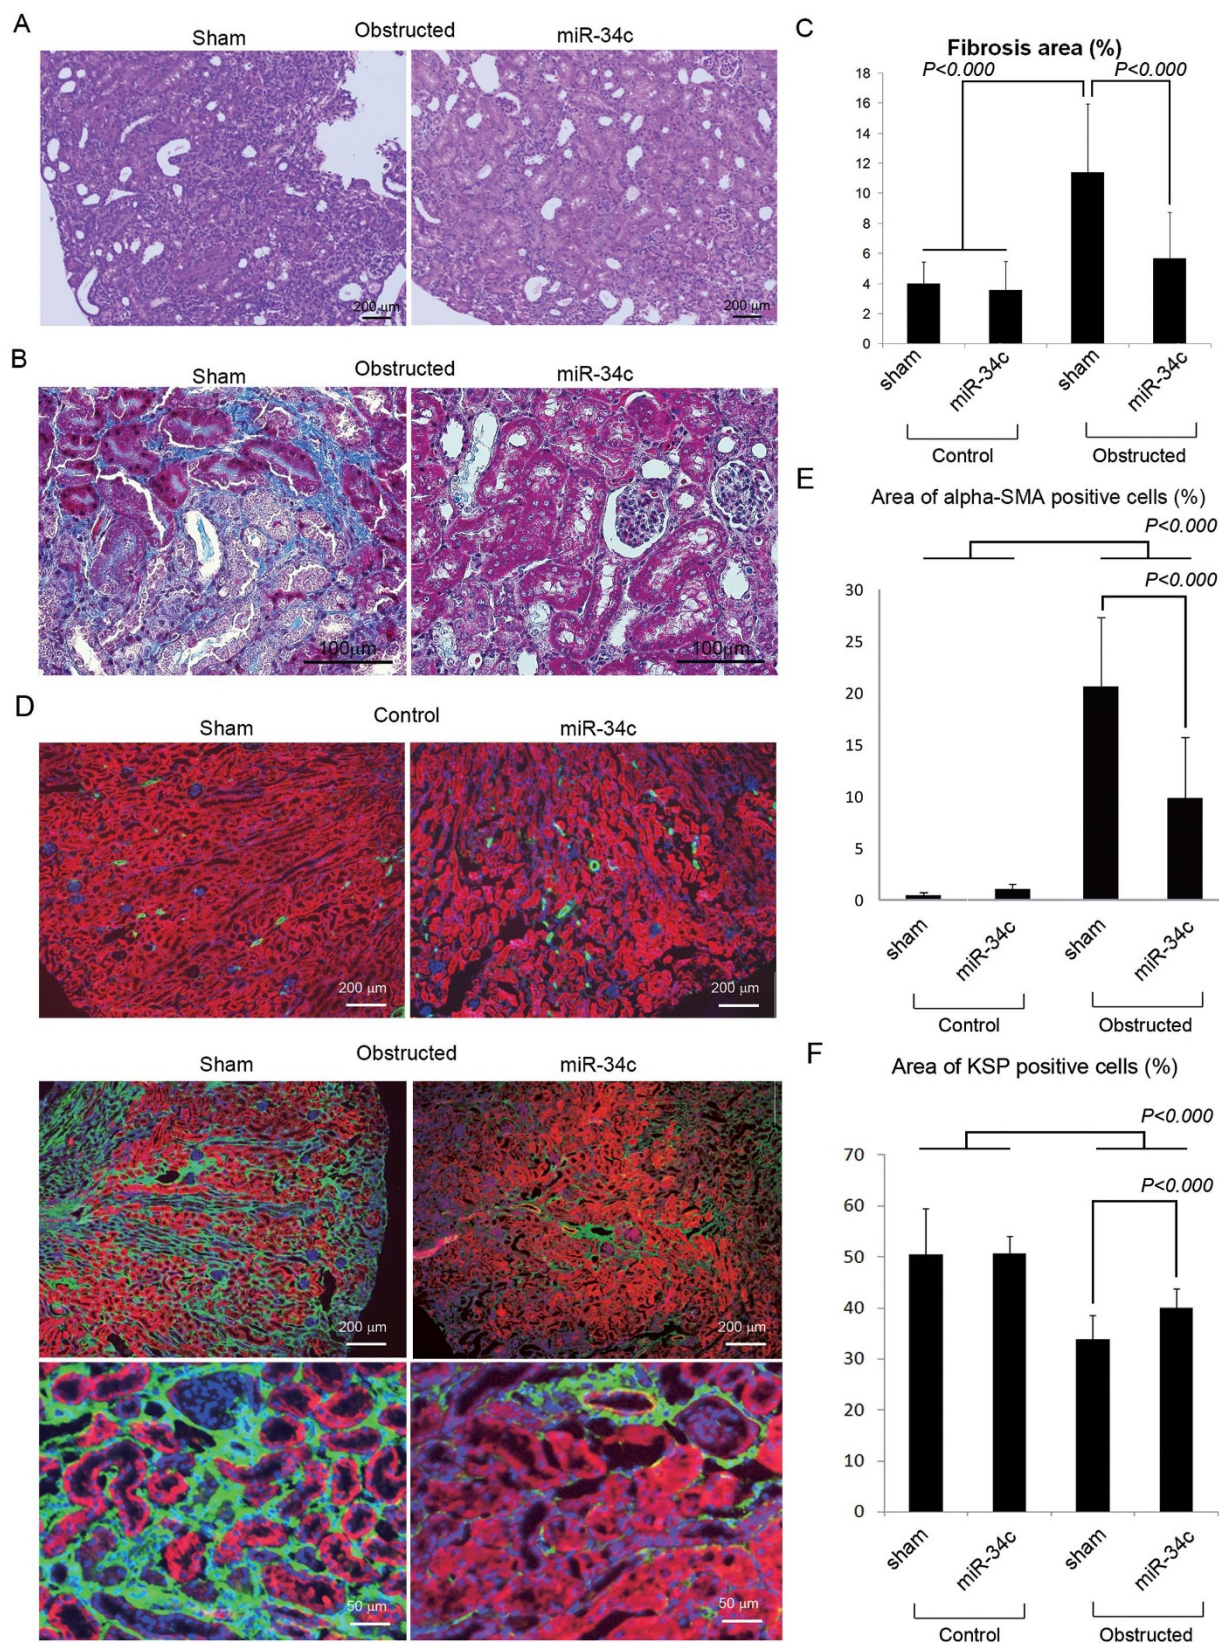 A
Obstructed
Sham miR-34c
200 μm
200 μm
B
Obstructed
Sham miR-34c
100μm
100μm
C
Fibrosis area (%)
P<0.000 P<0.000
18
16
14
12
10
8
6
4
2
0
sham miR-34c sham miR-34c
Control Obstructed
D
Control
Sham miR-34c
200 μm
200 μm
Obstructed
Sham miR-34c
200 μm
200 μm
50 μm
50 μm
E
Area of alpha-SMA positive cells (%)
P<0.000
P<0.000
30
25
20
15
10
5
0
sham miR-34c sham miR-34c
Control Obstructed
F
Area of KSP positive cells (%)
P<0.000
P<0.000
70
60
50
40
30
20
10
0
sham miR-34c sham miR-34c
Control Obstructed